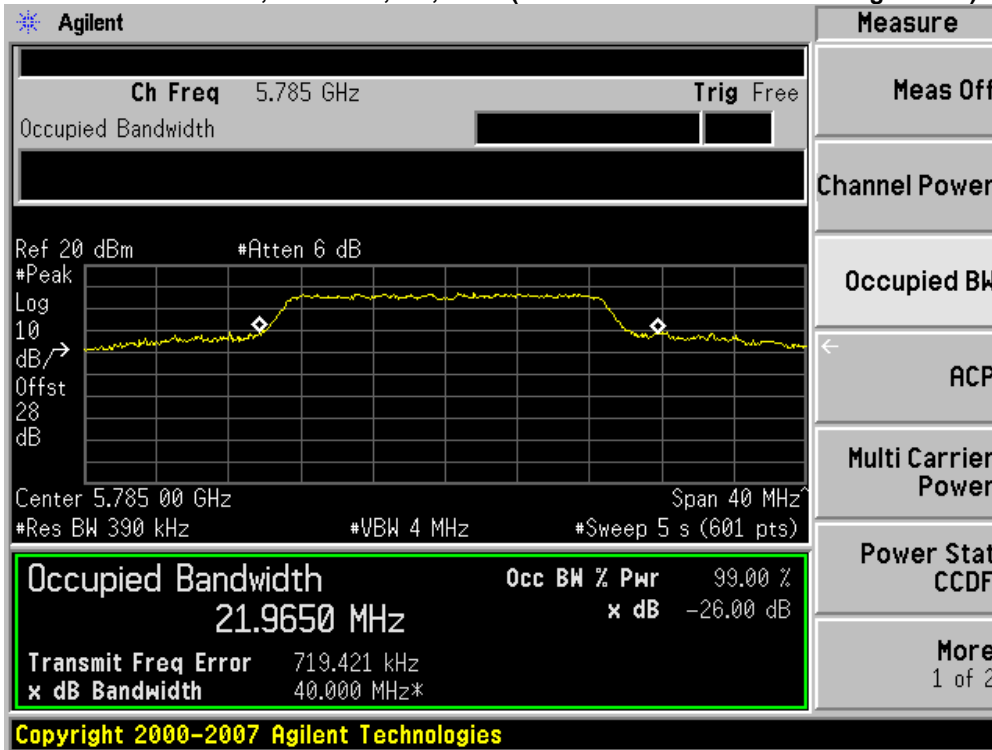 Agilent
Measure
Ch Freq 5.785 GHz Trig Free
Occupied Bandwidth
Meas Off
Channel Power
Ref 20 dBm #Atten 6 dB
#Peak
Log
10
dB/
Offst
28
dB
Occupied BW
ACP
Center 5.785 00 GHz Span 40 MHz^
#Res BW 390 kHz #VBW 4 MHz #Sweep 5 s (601 pts)
Multi Carrier
Power
Occupied Bandwidth Occ BW % Pwr 99.00 %
21.9650 MHz x dB -26.00 dB
Transmit Freq Error 719.421 kHz
x dB Bandwidth 40.000 MHz*
Power Stat
CCDF
More
1 of 2
Copyright 2000-2007 Agilent Technologies